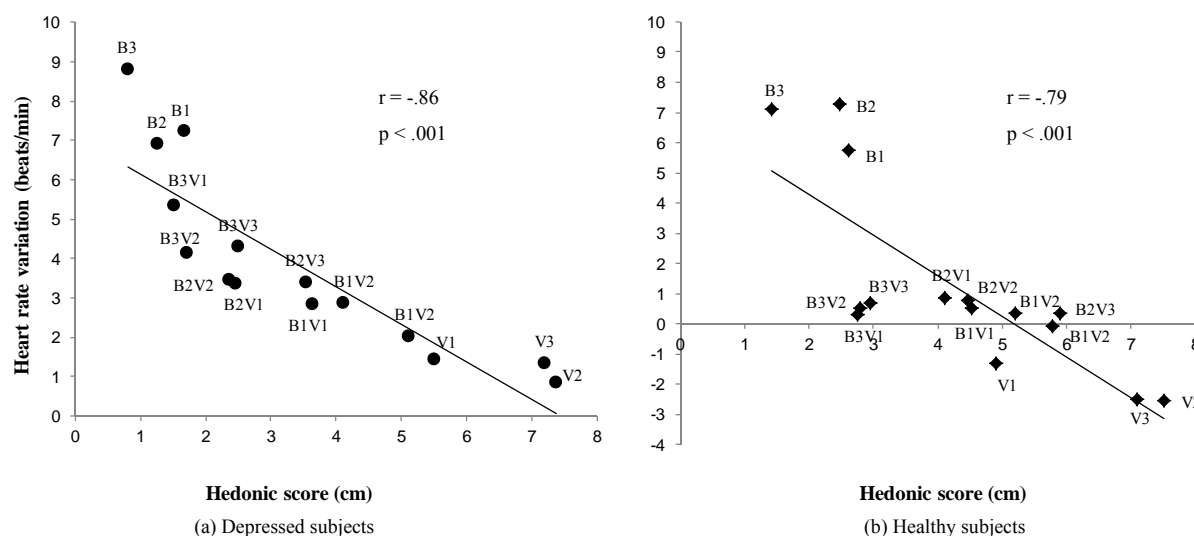 Heart rate variation (beats/min)
10
9
8
7
6
5
4
3
2
1
0
B3
B2
B1
B3V1
B3V2
B3V3
B2V2
B2V1
B2V3
B1V1
B1V2
B1V2
V1
V3
V2
r = -.86
p < .001
0 1 2 3 4 5 6 7 8
Hedonic score (cm)
(a) Depressed subjects
10
9
8
7
6
5
4
3
2
1
0
-1
-2
-3
-4
B3
B2
B1
B3V2
B3V3
B3V1
B2V1
B2V2
B1V1
B1V2
B2V3
B1V2
V1
V3
r = -.79
p < .001
0 1 2 3 4 5 6 7 8
Hedonic score (cm)
(b) Healthy subjects